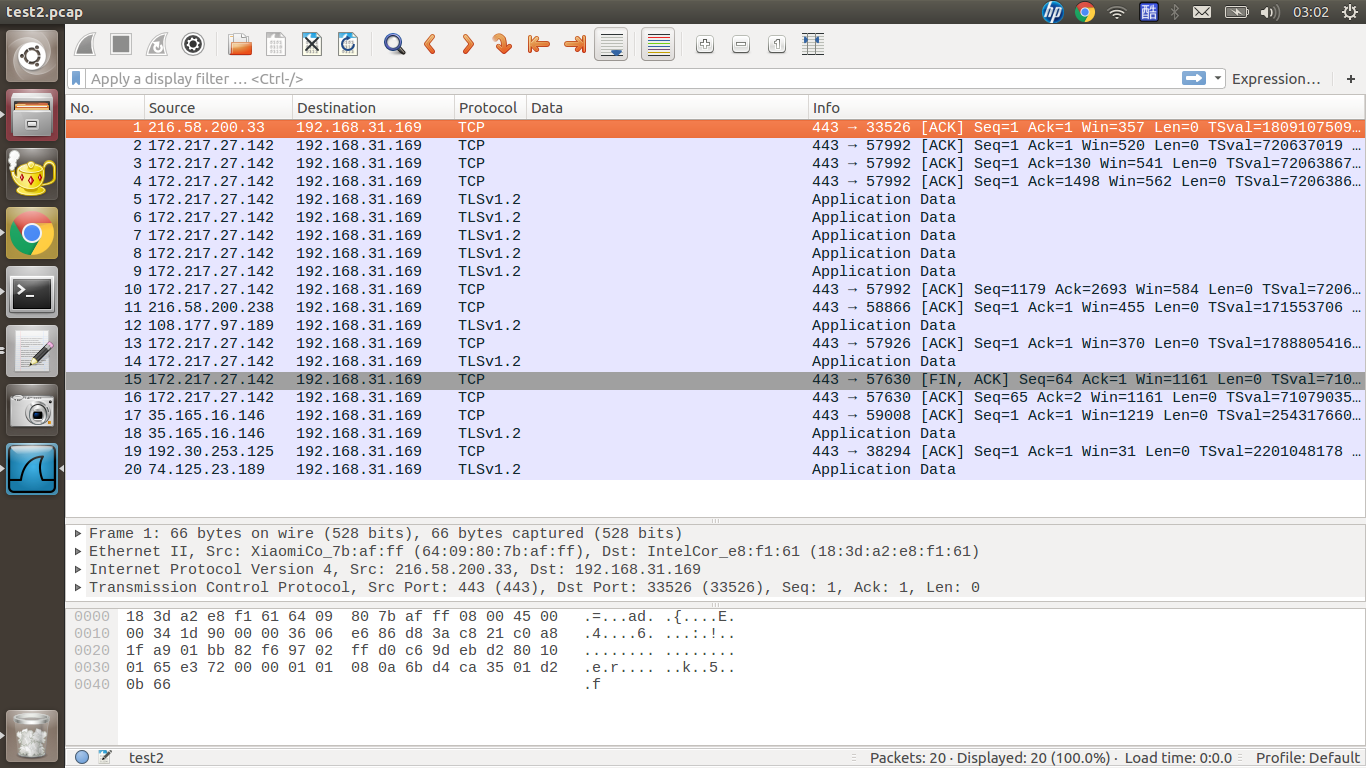 test2.pcap
酷
03:02
Apply a display filter … <Ctrl-/>
Expression…
+
No. Source Destination Protocol Data Info
1 216.58.200.33 192.168.31.169 TCP 443 → 33526 [ACK] Seq=1 Ack=1 Win=357 Len=0 TSval=1809107509…
2 172.217.27.142 192.168.31.169 TCP 443 → 57992 [ACK] Seq=1 Ack=1 Win=520 Len=0 TSval=720637019 …
3 172.217.27.142 192.168.31.169 TCP 443 → 57992 [ACK] Seq=1 Ack=130 Win=541 Len=0 TSval=72063867…
4 172.217.27.142 192.168.31.169 TCP 443 → 57992 [ACK] Seq=1 Ack=1498 Win=562 Len=0 TSval=7206386…
5 172.217.27.142 192.168.31.169 TLSv1.2 Application Data
6 172.217.27.142 192.168.31.169 TLSv1.2 Application Data
7 172.217.27.142 192.168.31.169 TLSv1.2 Application Data
8 172.217.27.142 192.168.31.169 TLSv1.2 Application Data
9 172.217.27.142 192.168.31.169 TLSv1.2 Application Data
10 172.217.27.142 192.168.31.169 TCP 443 → 57992 [ACK] Seq=1179 Ack=2693 Win=584 Len=0 TSval=7206…
11 216.58.200.238 192.168.31.169 TCP 443 → 58866 [ACK] Seq=1 Ack=1 Win=455 Len=0 TSval=171553706 …
12 108.177.97.189 192.168.31.169 TLSv1.2 Application Data
13 172.217.27.142 192.168.31.169 TCP 443 → 57926 [ACK] Seq=1 Ack=1 Win=370 Len=0 TSval=1788805416…
14 172.217.27.142 192.168.31.169 TLSv1.2 Application Data
15 172.217.27.142 192.168.31.169 TCP 443 → 57630 [FIN, ACK] Seq=64 Ack=1 Win=1161 Len=0 TSval=710…
16 172.217.27.142 192.168.31.169 TCP 443 → 57630 [ACK] Seq=65 Ack=2 Win=1161 Len=0 TSval=71079035…
17 35.165.16.146 192.168.31.169 TCP 443 → 59008 [ACK] Seq=1 Ack=1 Win=1219 Len=0 TSval=254317660…
18 35.165.16.146 192.168.31.169 TLSv1.2 Application Data
19 192.30.253.125 192.168.31.169 TCP 443 → 38294 [ACK] Seq=1 Ack=1 Win=31 Len=0 TSval=2201048178 …
20 74.125.23.189 192.168.31.169 TLSv1.2 Application Data
Frame 1: 66 bytes on wire (528 bits), 66 bytes captured (528 bits)
Ethernet II, Src: XiaomiCo_7b:af:ff (64:09:80:7b:af:ff), Dst: IntelCor_e8:f1:61 (18:3d:a2:e8:f1:61)
Internet Protocol Version 4, Src: 216.58.200.33, Dst: 192.168.31.169
Transmission Control Protocol, Src Port: 443 (443), Dst Port: 33526 (33526), Seq: 1, Ack: 1, Len: 0
0000 18 3d a2 e8 f1 61 64 09 80 7b af ff 08 00 45 00 .=...ad. .{....E.
0010 00 34 1d 90 00 00 36 06 e6 86 d8 3a c8 21 c0 a8 .4....6. ...:.!..
0020 1f a9 01 bb 82 f6 97 02 ff d0 c6 9d eb d2 80 10 ........ ........
0030 01 65 e3 72 00 00 01 01 08 0a 6b d4 ca 35 01 d2 .e.r.... ..k..5..
0040 0b 66 .f
test2 Packets: 20 · Displayed: 20 (100.0%) · Load time: 0:0.0 Profile: Default